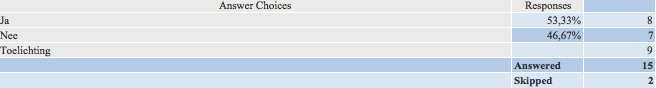 Answer Choices Responses
Ja 53,33% 8
Nee 46,67% 7
Toelichting 9
Answered 15
Skipped 2